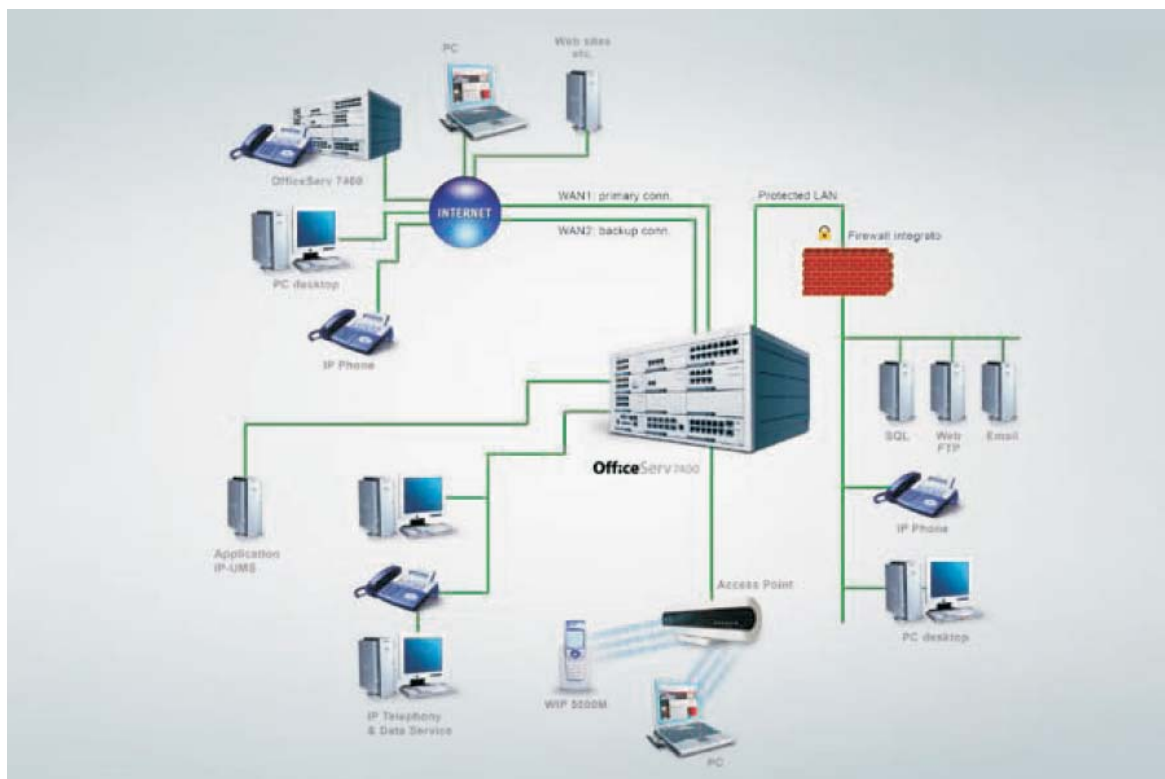 PC
Web sites
etc.
OfficeServ 7400
INTERNET
WAN1: primary conn.
WAN2: backup conn.
Protected LAN
Firewall integrato
PC desktop
IP Phone
OfficeServ 7400
SQL
Web
FTP
Email
IP Phone
PC desktop
Application
IP-UMS
Access Point
WIP 5000M
PC
IP Telephony
& Data Service